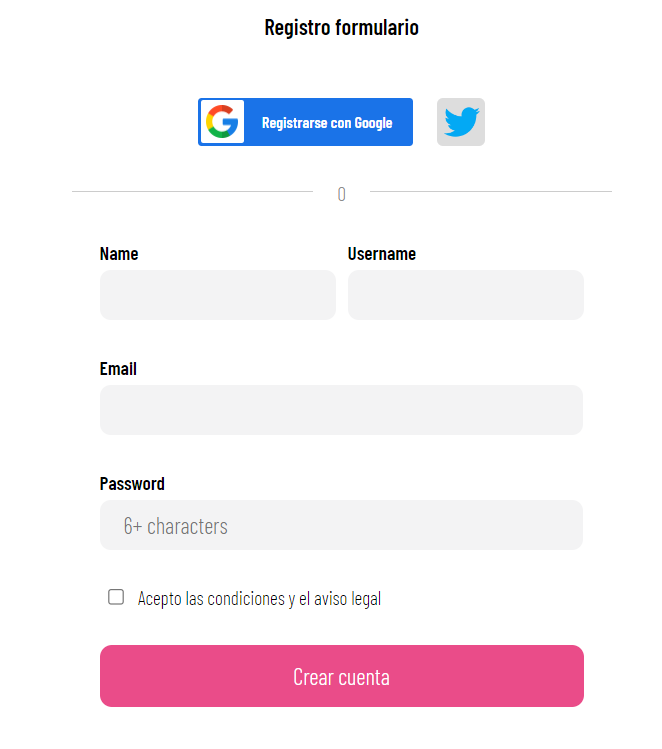 Registro formulario
Registrarse con Google
O
Name
Username
Email
Password
6+ characters
Acepto las condiciones y el aviso legal
Crear cuenta